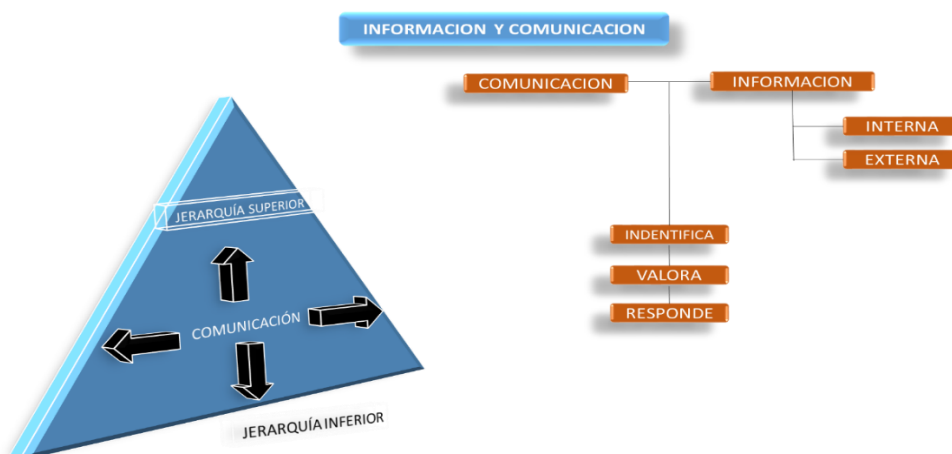 INFORMACION Y COMUNICACION
COMUNICACION
INFORMACION
INTERNA
EXTERNA
INDENTIFICA
VALORA
RESPONDE
JERARQUÍA SUPERIOR
COMUNICACIÓN
JERARQUÍA INFERIOR